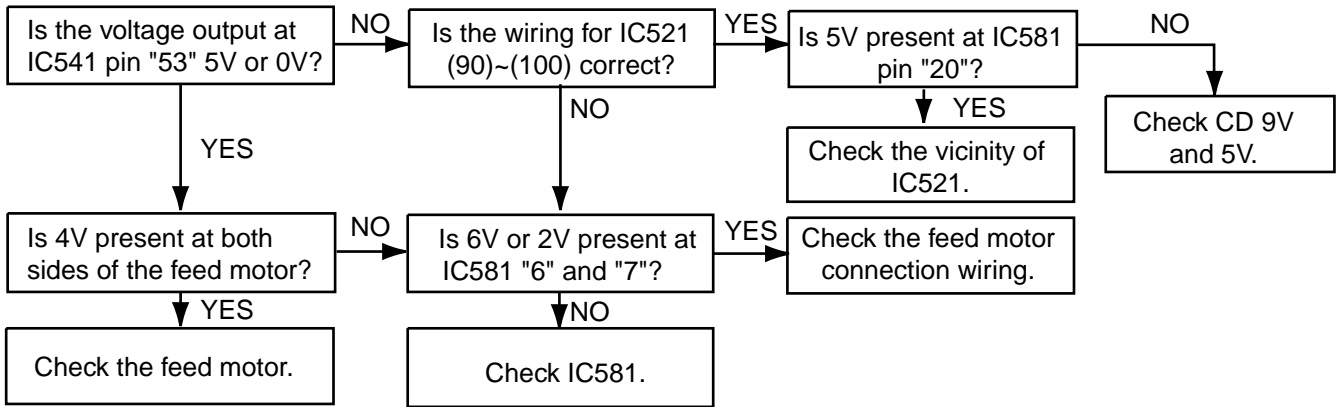 Is the voltage output at
IC541 pin "53" 5V or 0V?
NO
Is the wiring for IC521
(90)~(100) correct?
YES
Is 5V present at IC581
pin "20"?
NO
YES
NO
YES
Check the vicinity of
IC521.
Check CD 9V
and 5V.
Is 4V present at both
sides of the feed motor?
NO
Is 6V or 2V present at
IC581 "6" and "7"?
YES
Check the feed motor
connection wiring.
YES
NO
Check the feed motor.
Check IC581.